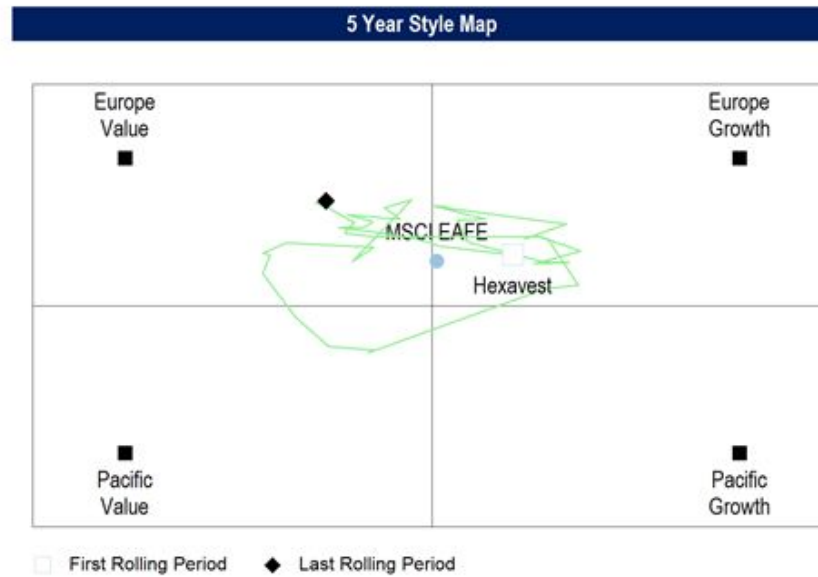 5 Year Style Map
Europe
Value
Europe
Growth
MSCI EAFE
Hexavest
Pacific
Value
Pacific
Growth
First Rolling Period
Last Rolling Period